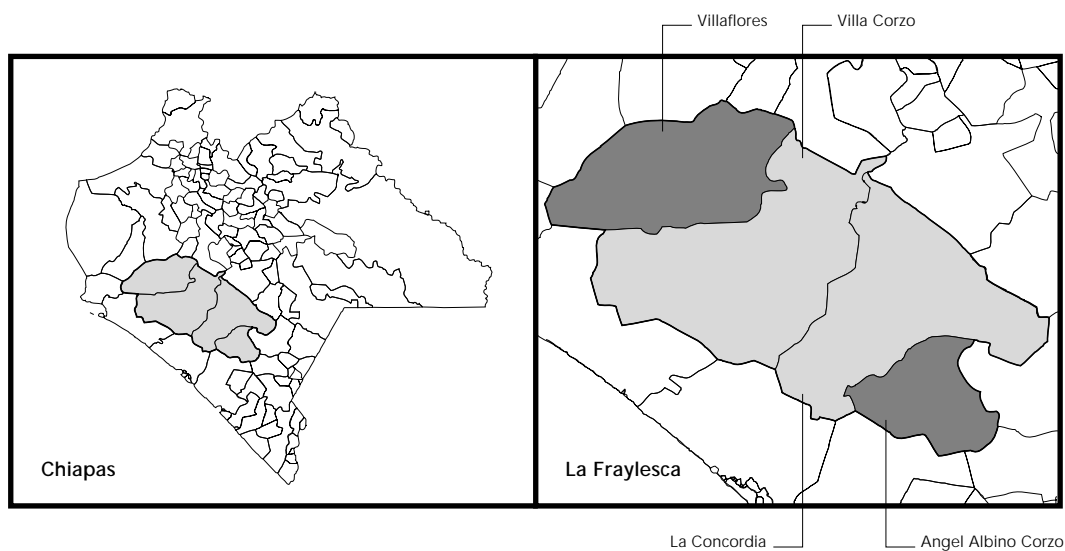 Villaflores
Villa Corzo
Chiapas
La Fraylesca
La Concordia
Angel Albino Corzo